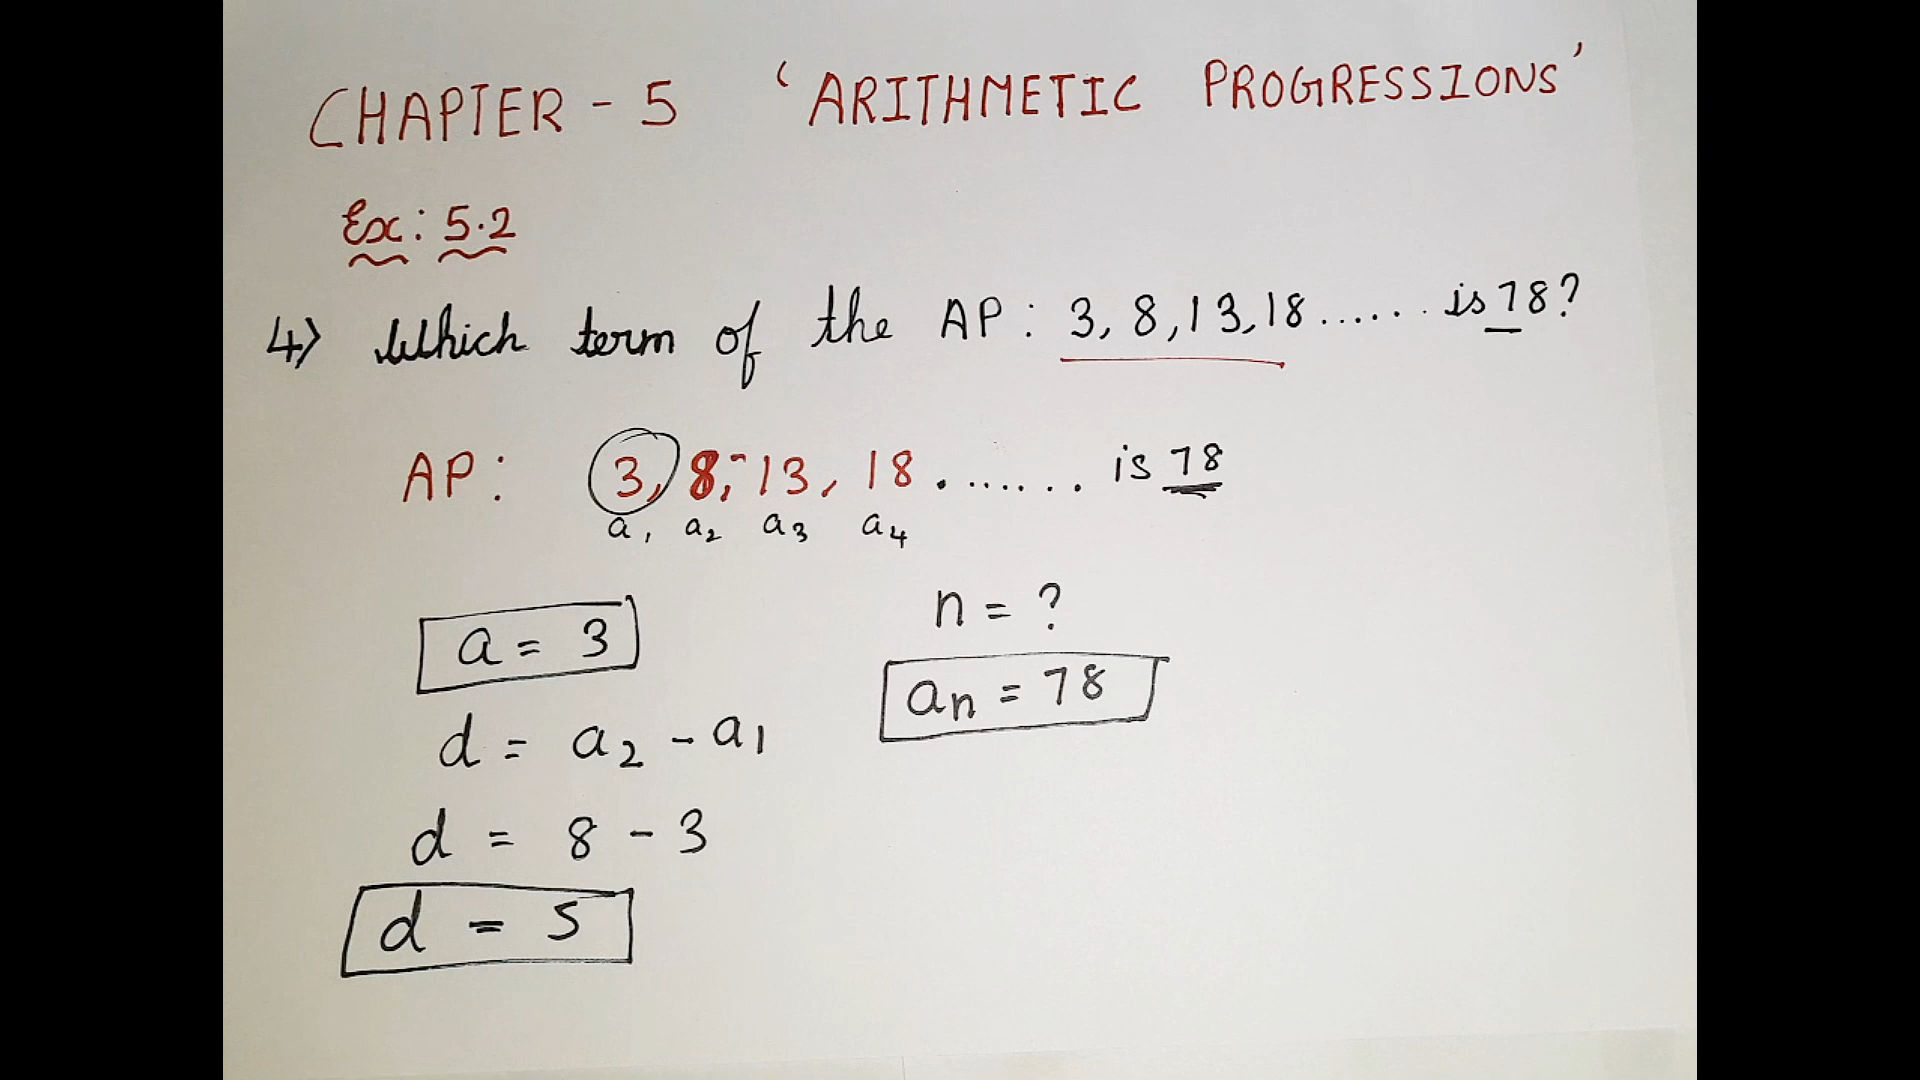 CHAPTER - 5 'ARITHMETIC PROGRESSIONS'
Ex: 5.2
4) Which term of the AP: 3, 8, 13, 18...... is 78?
AP: 3, 8, 13, 18 ........ is 78
a₁ a₂ a₃ a₄
a = 3
n = ?
aₙ = 78
d = a₂ - a₁
d = 8 - 3
d = 5